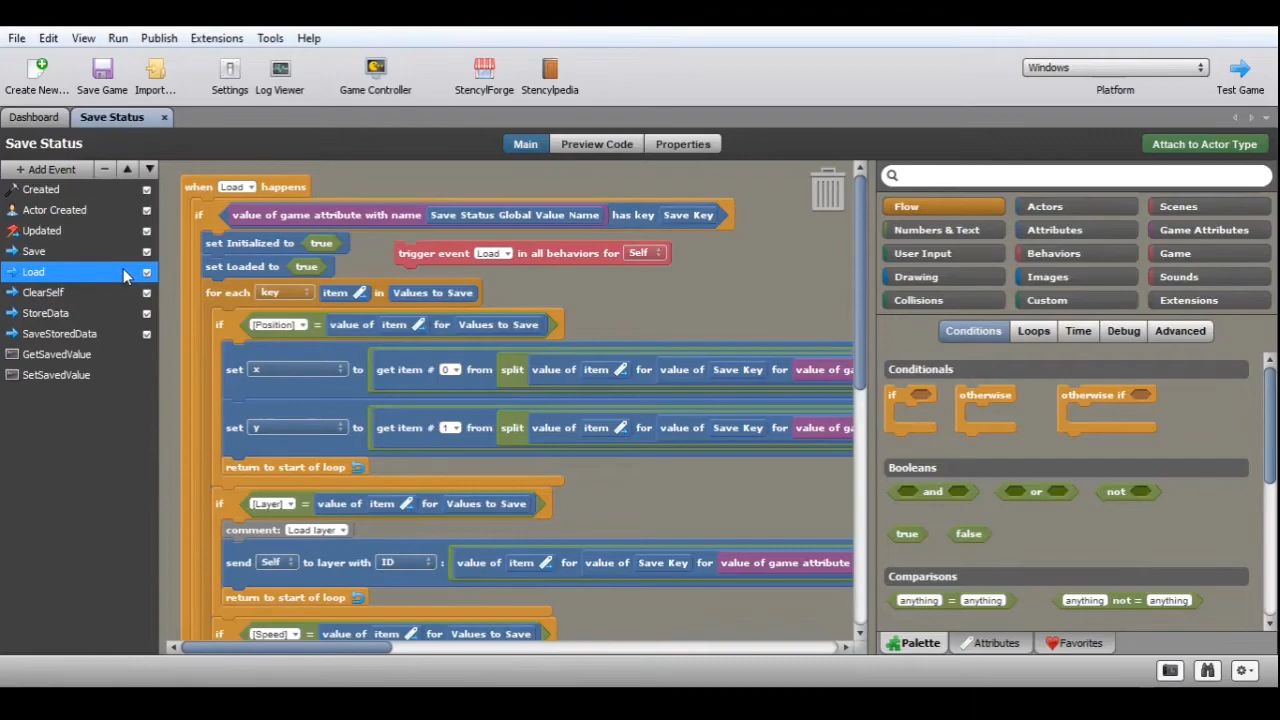 File Edit View Run Publish Extensions Tools Help
Create New... Save Game Import... Settings Log Viewer Game Controller StencylForge Stencylpedia Windows Platform Test Game
Dashboard Save Status
Save Status Main Preview Code Properties Attach to Actor Type
+ Add Event
Created
Actor Created
Updated
Save
Load
ClearSelf
StoreData
SaveStoredData
GetSavedValue
SetSavedValue
when Load happens
if value of game attribute with name Save Status Global Value Name has key Save Key
set Initialized to true
trigger event Load in all behaviors for Self
set Loaded to true
for each key item in Values to Save
if [Position] = value of item for Values to Save
set x to get item # 0 from split value of item for value of Save Key for value of ga
set y to get item # 1 from split value of item for value of Save Key for value of ga
return to start of loop
if [Layer] = value of item for Values to Save
comment: Load layer
send Self to layer with ID : value of item for value of Save Key for value of game attribute
return to start of loop
if [Speed] = value of item for Values to Save
Flow Actors Scenes
Numbers & Text Attributes Game Attributes
User Input Behaviors Game
Drawing Images Sounds
Collisions Custom Extensions
Conditions Loops Time Debug Advanced
Conditionals
if otherwise otherwise if
Booleans
and or not
true false
Comparisons
anything = anything anything not = anything
Palette Attributes Favorites